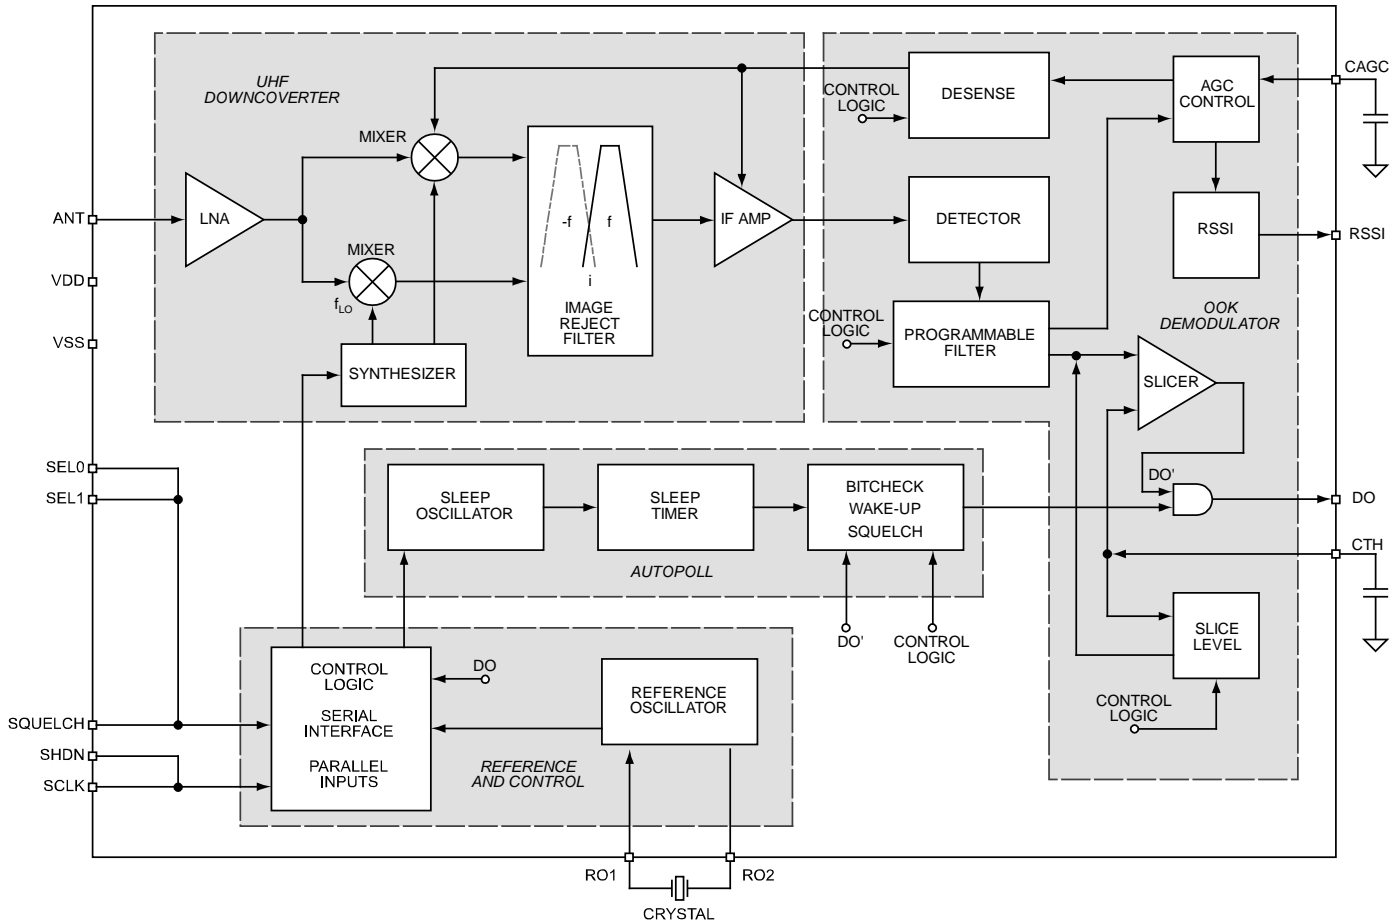 UHF
DOWNCOVERTER
MIXER
LNA
MIXER
fLO
SYNTHESIZER
-f
f
i
IMAGE
REJECT
FILTER
IF AMP
CONTROL
LOGIC
DESENSE
AGC
CONTROL
CAGC
DETECTOR
RSSI
RSSI
CONTROL
LOGIC
PROGRAMMABLE
FILTER
OOK
DEMODULATOR
SLICER
DO'
DO
CTH
SLICE
LEVEL
CONTROL
LOGIC
ANT
VDD
VSS
SEL0
SEL1
SQUELCH
SHDN
SCLK
SLEEP
OSCILLATOR
SLEEP
TIMER
BITCHECK
WAKE-UP
SQUELCH
AUTOPOLL
DO'
CONTROL
LOGIC
CONTROL
LOGIC
SERIAL
INTERFACE
PARALLEL
INPUTS
DO
REFERENCE
OSCILLATOR
REFERENCE
AND CONTROL
RO1
RO2
CRYSTAL